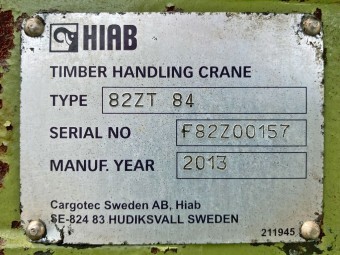 HIAB
TIMBER HANDLING CRANE
TYPE 82ZT 84
SERIAL NO F82Z00157
MANUF. YEAR 2013
Cargotec Sweden AB, Hiab
SE-824 83 HUDIKSVALL SWEDEN
211945